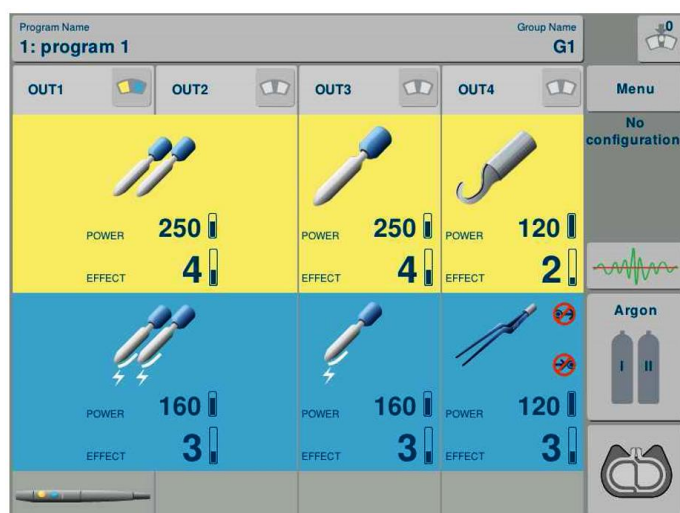 Program Name
1: program 1
Group Name
G1
0
OUT1
OUT2
OUT3
OUT4
Menu
No
configuration
POWER 250
POWER 250
POWER 120
EFFECT 4
EFFECT 4
EFFECT 2
Argon
I II
POWER 160
POWER 160
POWER 120
EFFECT 3
EFFECT 3
EFFECT 3